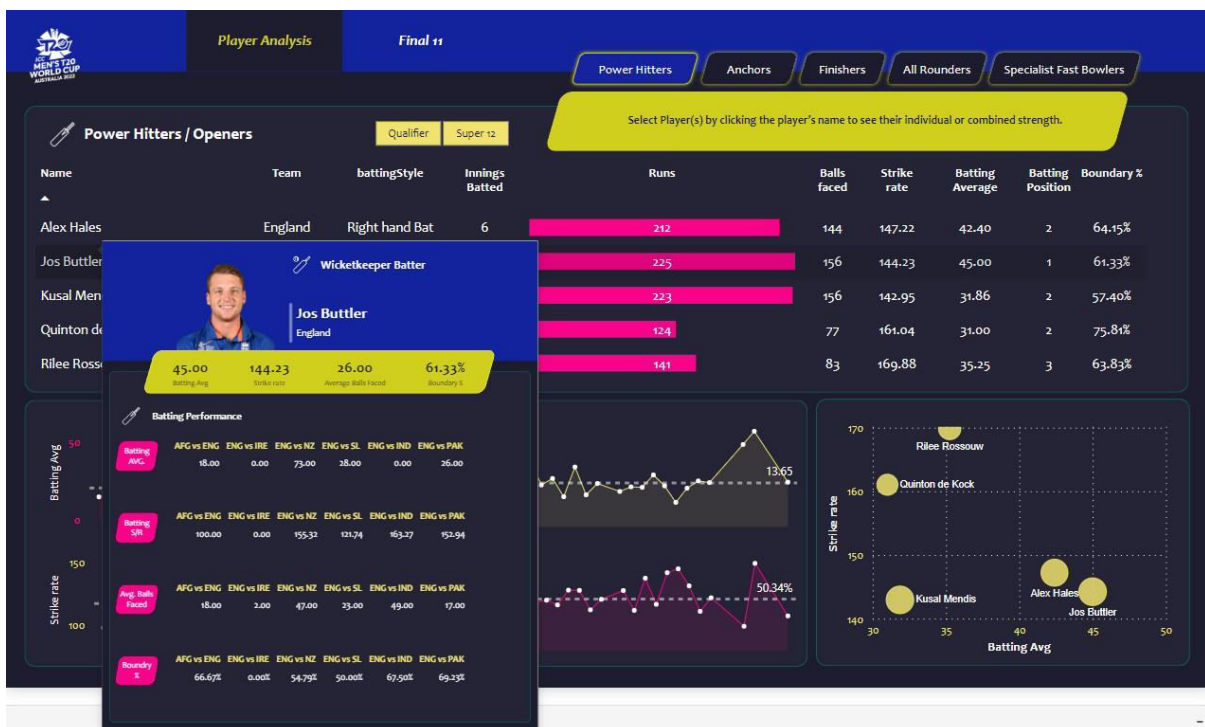 Player Analysis
Final 11
ICC
MEN'S T20
WORLD CUP
AUSTRALIA 2022
Power Hitters
Anchors
Finishers
All Rounders
Specialist Fast Bowlers
Select Player(s) by clicking the player's name to see their individual or combined strength.
Power Hitters / Openers
Qualifier
Super 12
Name Team battingStyle Innings Batted Runs Balls faced Strike rate Batting Average Batting Position Boundary %
Alex Hales England Right hand Bat 6 212 144 147.22 42.40 2 64.15%
Jos Buttler 225 156 144.23 45.00 1 61.33%
Kusal Men 223 156 142.95 31.86 2 57.40%
Quinton de 124 77 161.04 31.00 2 75.81%
Rilee Ross 141 83 169.88 35.25 3 63.83%
Wicketkeeper Batter
Jos Buttler
England
45.00 144.23 26.00 61.33%
Batting Avg Strike rate Average Balls Faced Boundary %
Batting Performance
Batting AVG.
AFG vs ENG ENG vs IRE ENG vs NZ ENG vs SL ENG vs IND ENG vs PAK
18.00 0.00 73.00 28.00 0.00 26.00
Batting S/R
AFG vs ENG ENG vs IRE ENG vs NZ ENG vs SL ENG vs IND ENG vs PAK
100.00 0.00 155.32 121.74 163.27 152.94
Avg. Balls Faced
AFG vs ENG ENG vs IRE ENG vs NZ ENG vs SL ENG vs IND ENG vs PAK
18.00 2.00 47.00 23.00 49.00 17.00
Boundry %
AFG vs ENG ENG vs IRE ENG vs NZ ENG vs SL ENG vs IND ENG vs PAK
66.67% 0.00% 54.79% 50.00% 67.50% 69.23%
Batting Avg
50
0
Strike rate
150
100
13.65
50.34%
Strike rate
170
160
150
140
Rilee Rossouw
Quinton de Kock
Kusal Mendis
Alex Hales
Jos Buttler
30 35 40 45 50
Batting Avg